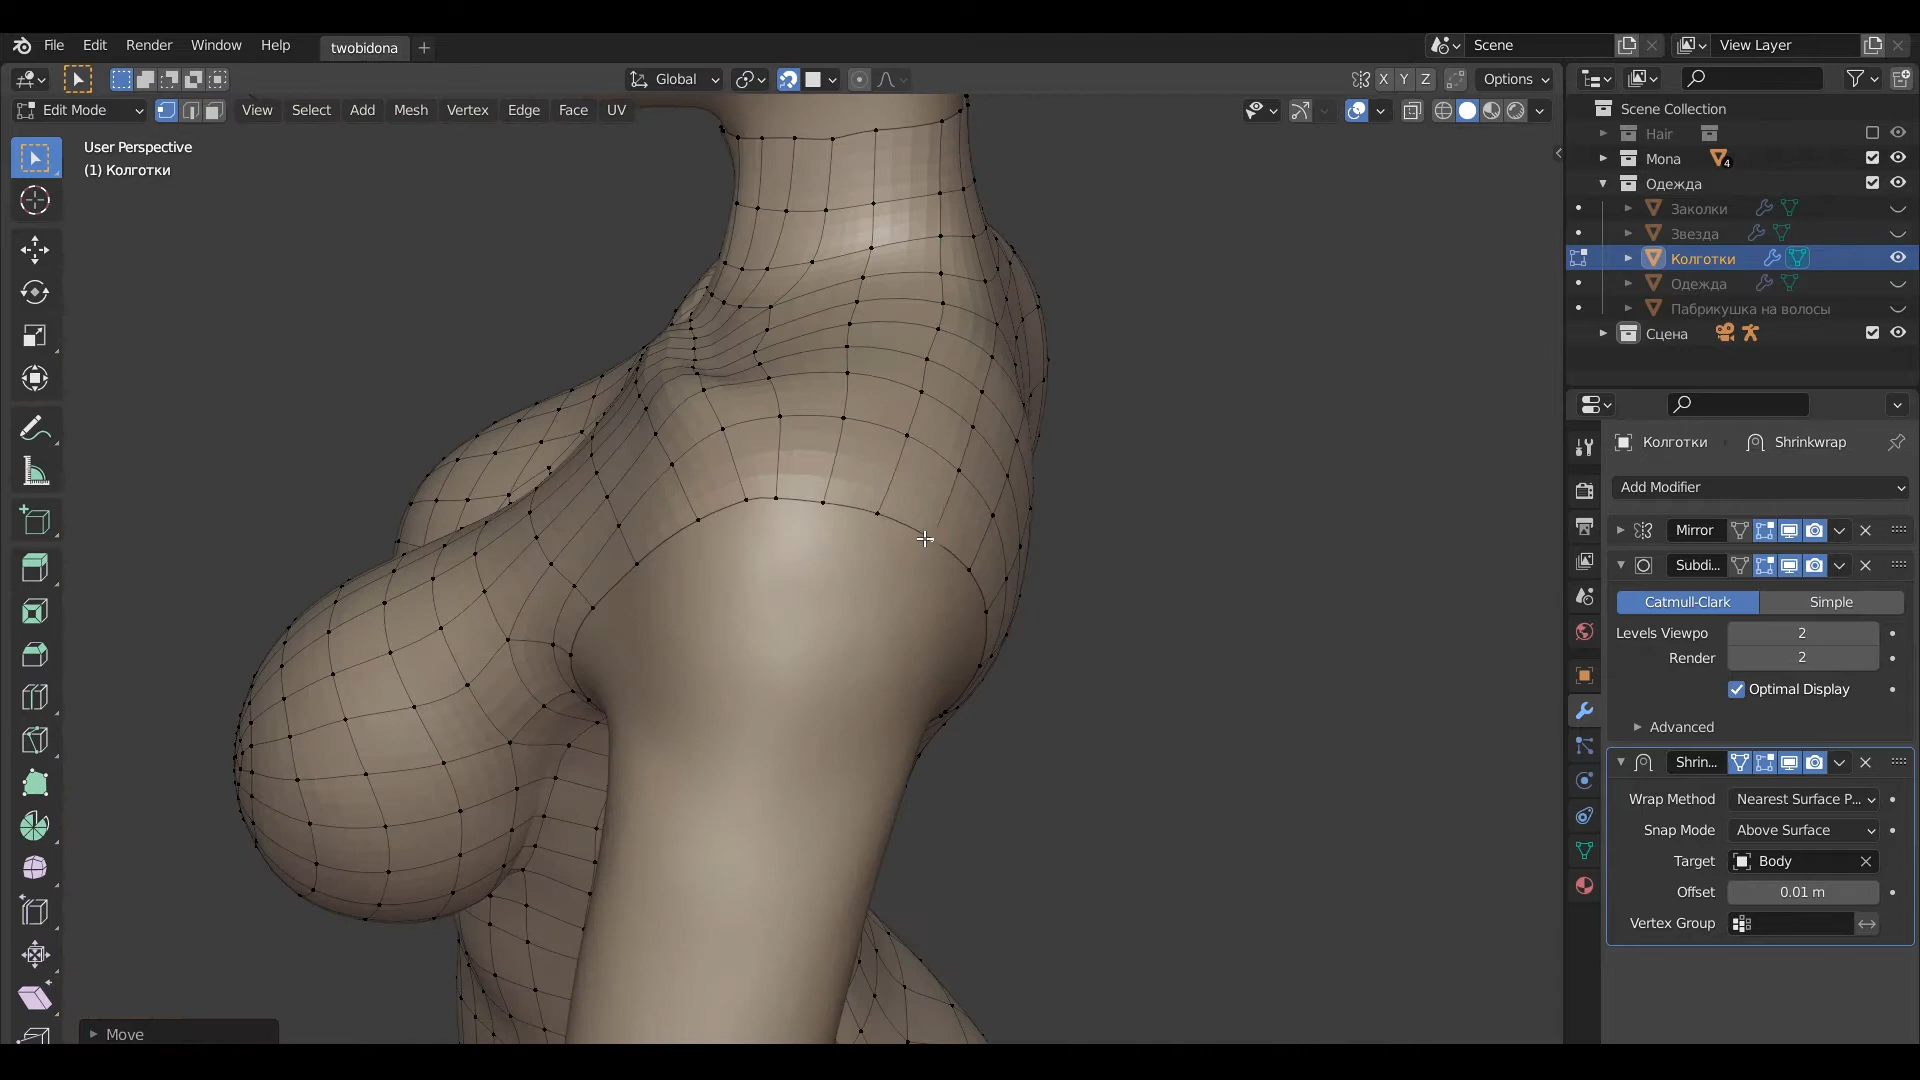 File Edit Render Window Help twobidona + Scene View Layer
Global X Y Z Options
Edit Mode View Select Add Mesh Vertex Edge Face UV
User Perspective
(1) Колготки
Move
Scene Collection
Hair
Mona 4
Одежда
Заколки
Звезда
Колготки
Одежда
Пабрикушка на волосы
Сцена
Колготки Shrinkwrap
Add Modifier
Mirror
Subdi...
Catmull-Clark Simple
Levels Viewpo 2
Render 2
Optimal Display
Advanced
Shrin...
Wrap Method Nearest Surface P...
Snap Mode Above Surface
Target Body
Offset 0.01 m
Vertex Group